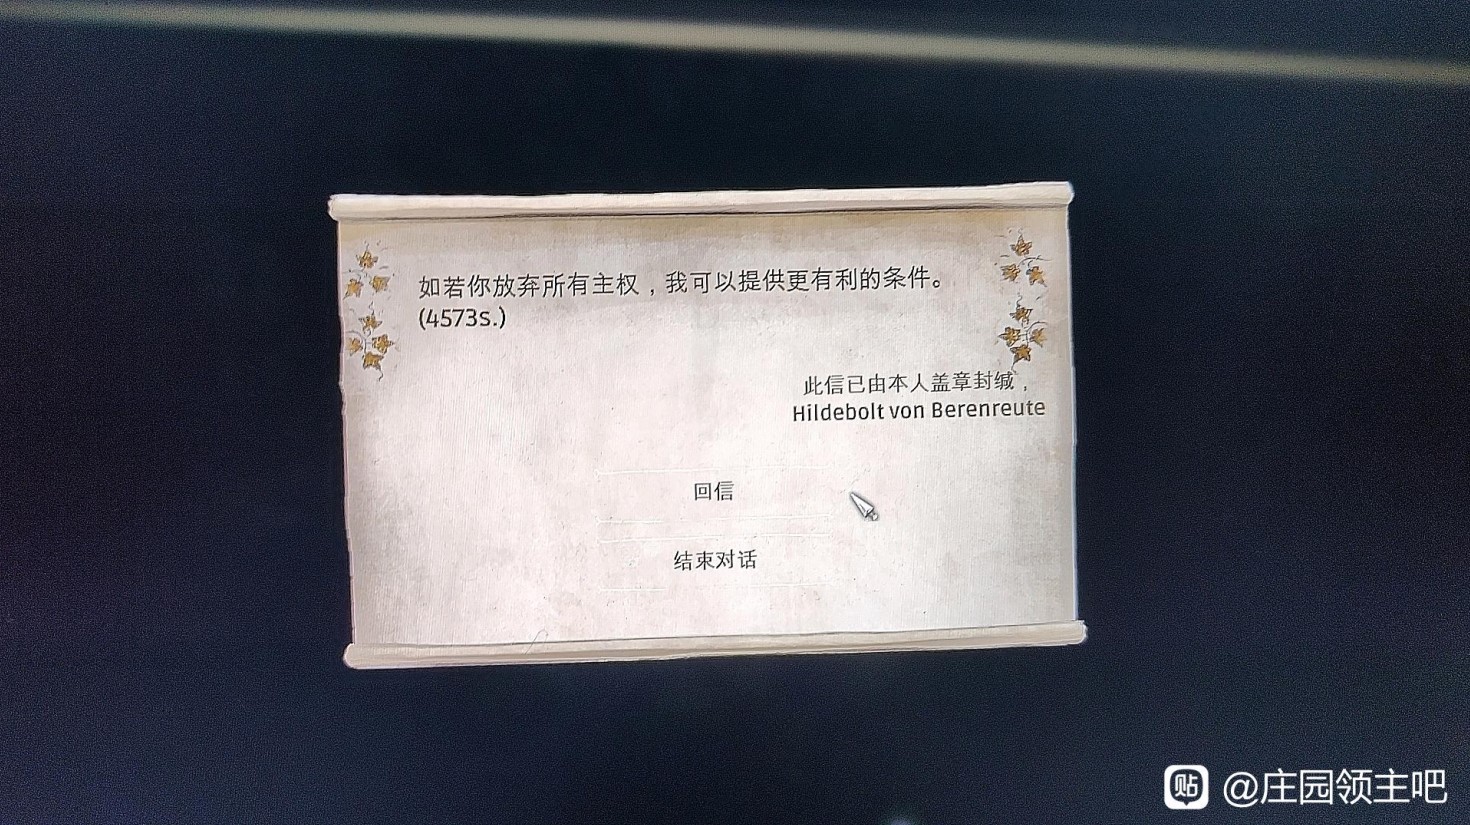 如若你放弃所有主权，我可以提供更有利的条件。
(4573s.)
此信已由本人盖章封缄，
Hildebolt von Berenreute
回信
结束对话
贴 @庄园领主吧